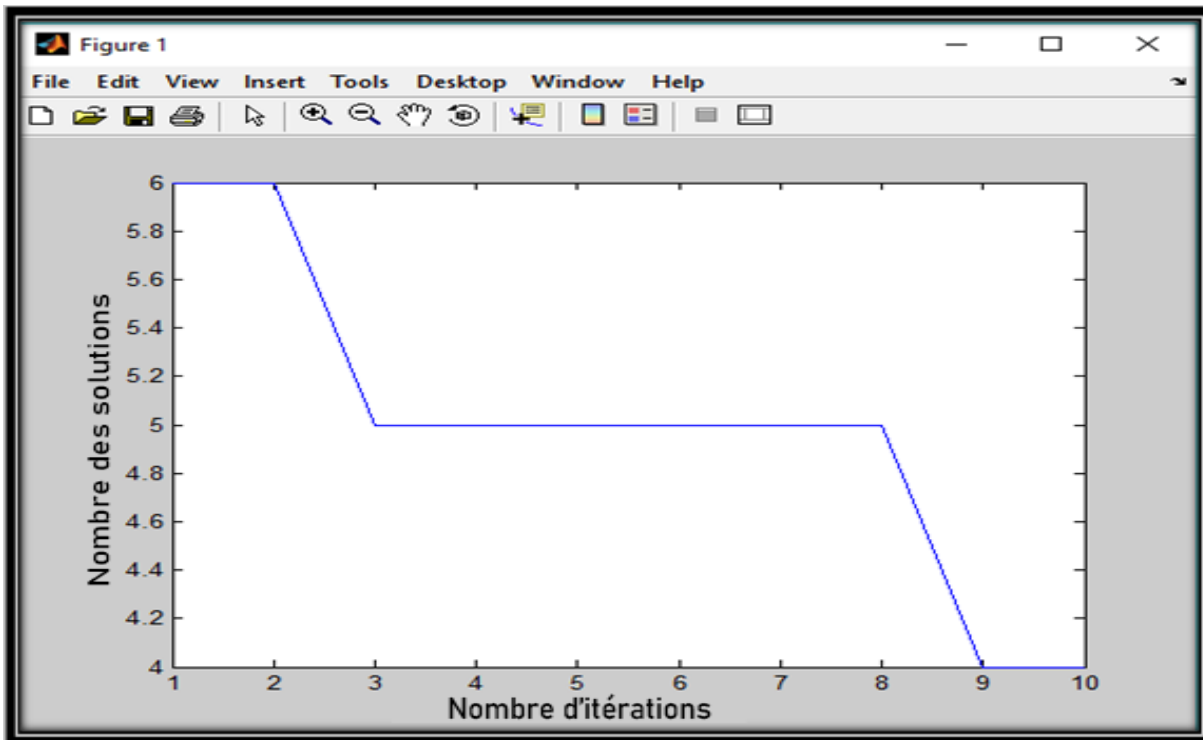 Figure 1
File Edit View Insert Tools Desktop Window Help
6
5.8
5.6
5.4
5.2
5
4.8
4.6
4.4
4.2
4
1 2 3 4 5 6 7 8 9 10
Nombre des solutions
Nombre d'itérations